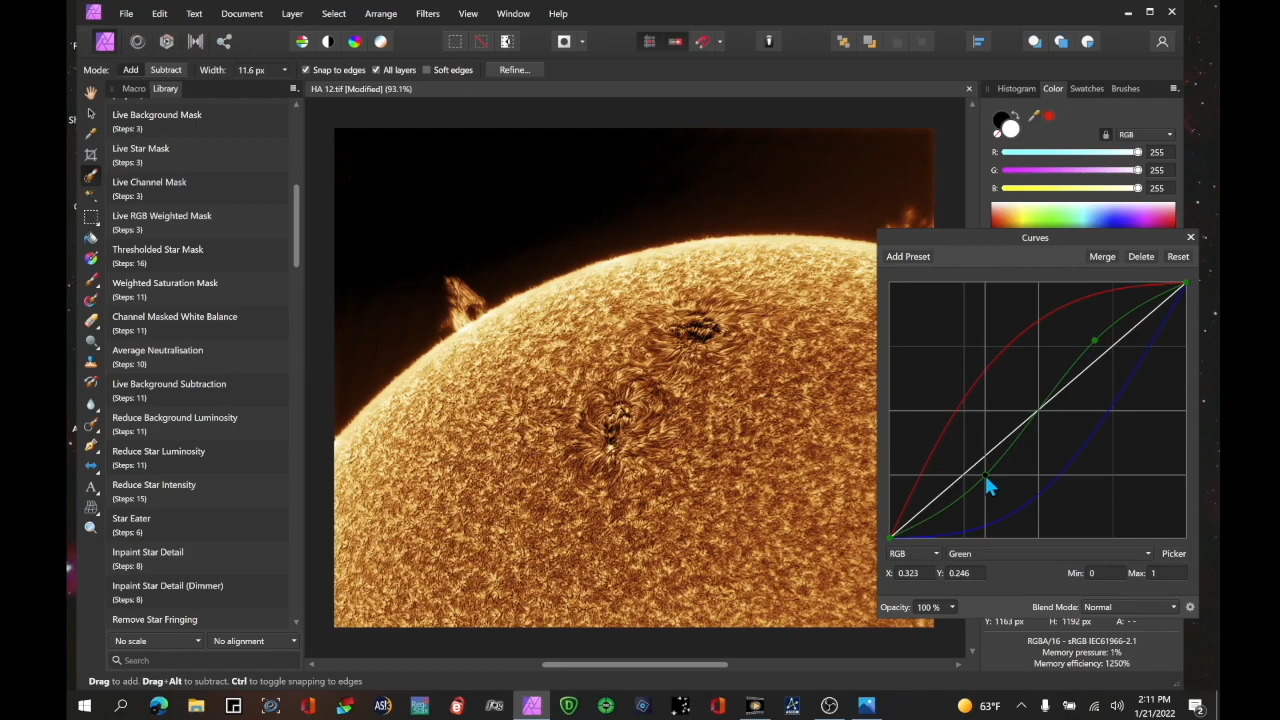 File Edit Text Document Layer Select Arrange Filters View Window Help
Mode: Add Subtract Width: 11.6 px Snap to edges All layers Soft edges Refine...
Macro Library
HA 12.tif [Modified] (93.1%)
Histogram Color Swatches Brushes
Live Background Mask
(Steps: 3)
Live Star Mask
(Steps: 3)
Live Channel Mask
(Steps: 3)
Live RGB Weighted Mask
(Steps: 3)
Thresholded Star Mask
(Steps: 16)
Weighted Saturation Mask
(Steps: 11)
Channel Masked White Balance
(Steps: 11)
Average Neutralisation
(Steps: 10)
Live Background Subtraction
(Steps: 11)
Reduce Background Luminosity
(Steps: 11)
Reduce Star Luminosity
(Steps: 11)
Reduce Star Intensity
(Steps: 15)
Star Eater
(Steps: 6)
Inpaint Star Detail
(Steps: 8)
Inpaint Star Detail (Dimmer)
(Steps: 8)
Remove Star Fringing
No scale No alignment
Search
RGB
R: 255
G: 255
B: 255
Curves
Add Preset Merge Delete Reset
RGB Green Picker
X: 0.323 Y: 0.246 Min: 0 Max: 1
Opacity: 100 % Blend Mode: Normal
Y: 1163 px H: 1192 px A: - -
RGBA/16 - sRGB IEC61966-2.1
Memory pressure: 1%
Memory efficiency: 1250%
Drag to add. Drag+Alt to subtract. Ctrl to toggle snapping to edges
63°F
2:11 PM
1/21/2022
2